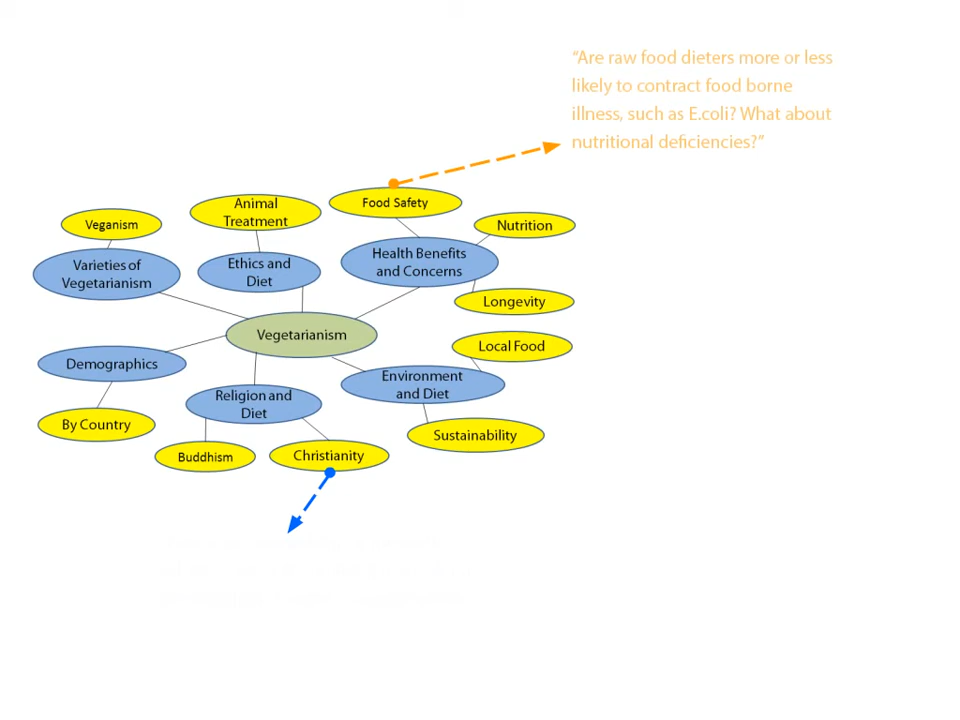 “Are raw food dieters more or less
likely to contract food borne
illness, such as E.coli? What about
nutritional deficiencies?”
Food Safety
Animal
Treatment
Veganism
Nutrition
Health Benefits
and Concerns
Ethics and
Diet
Varieties of
Vegetarianism
Longevity
Vegetarianism
Local Food
Demographics
Environment
and Diet
Religion and
Diet
By Country
Sustainability
Buddhism
Christianity